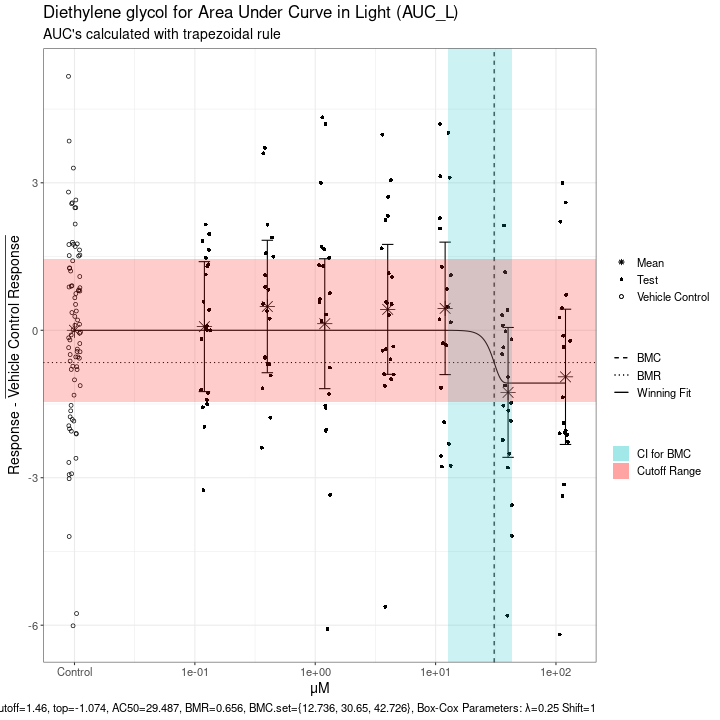 Diethylene glycol for Area Under Curve in Light (AUC_L)
AUC's calculated with trapezoidal rule
Response - Vehicle Control Response
3
0
-3
-6
Control
1e-01
1e+00
1e+01
1e+02
μM
Mean
Test
Vehicle Control
BMC
BMR
Winning Fit
CI for BMC
Cutoff Range
utoff=1.46, top=-1.074, AC50=29.487, BMR=0.656, BMC.set={12.736, 30.65, 42.726}, Box-Cox Parameters: λ=0.25 Shift=1